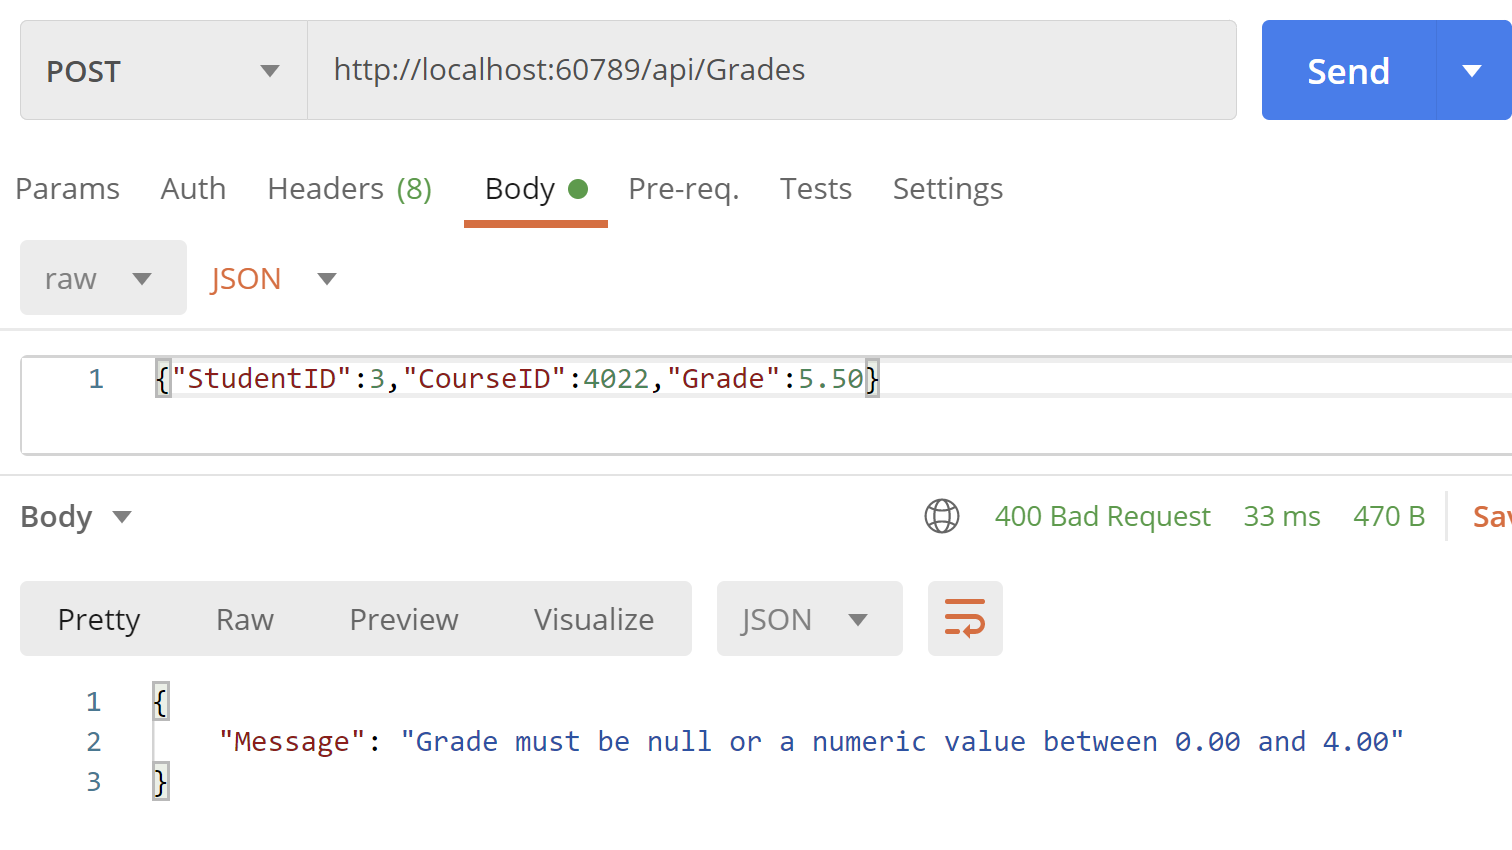 POST http://localhost:60789/api/Grades Send
Params Auth Headers (8) Body Pre-req. Tests Settings
raw JSON
1 {"StudentID":3,"CourseID":4022,"Grade":5.50}
Body 400 Bad Request 33 ms 470 B Sav
Pretty Raw Preview Visualize JSON
1 {
2 "Message": "Grade must be null or a numeric value between 0.00 and 4.00"
3 }